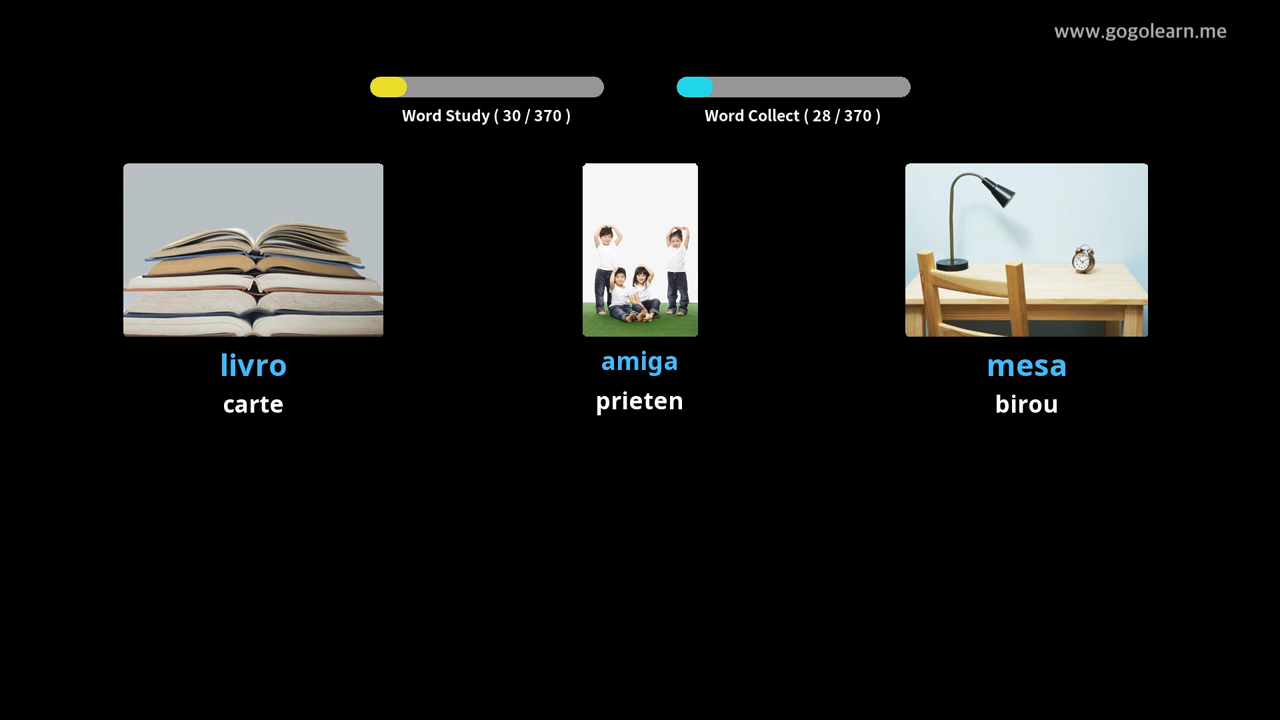 www.gogolearn.me
Word Study ( 30 / 370 )
Word Collect ( 28 / 370 )
livro
carte
amiga
prieten
mesa
birou